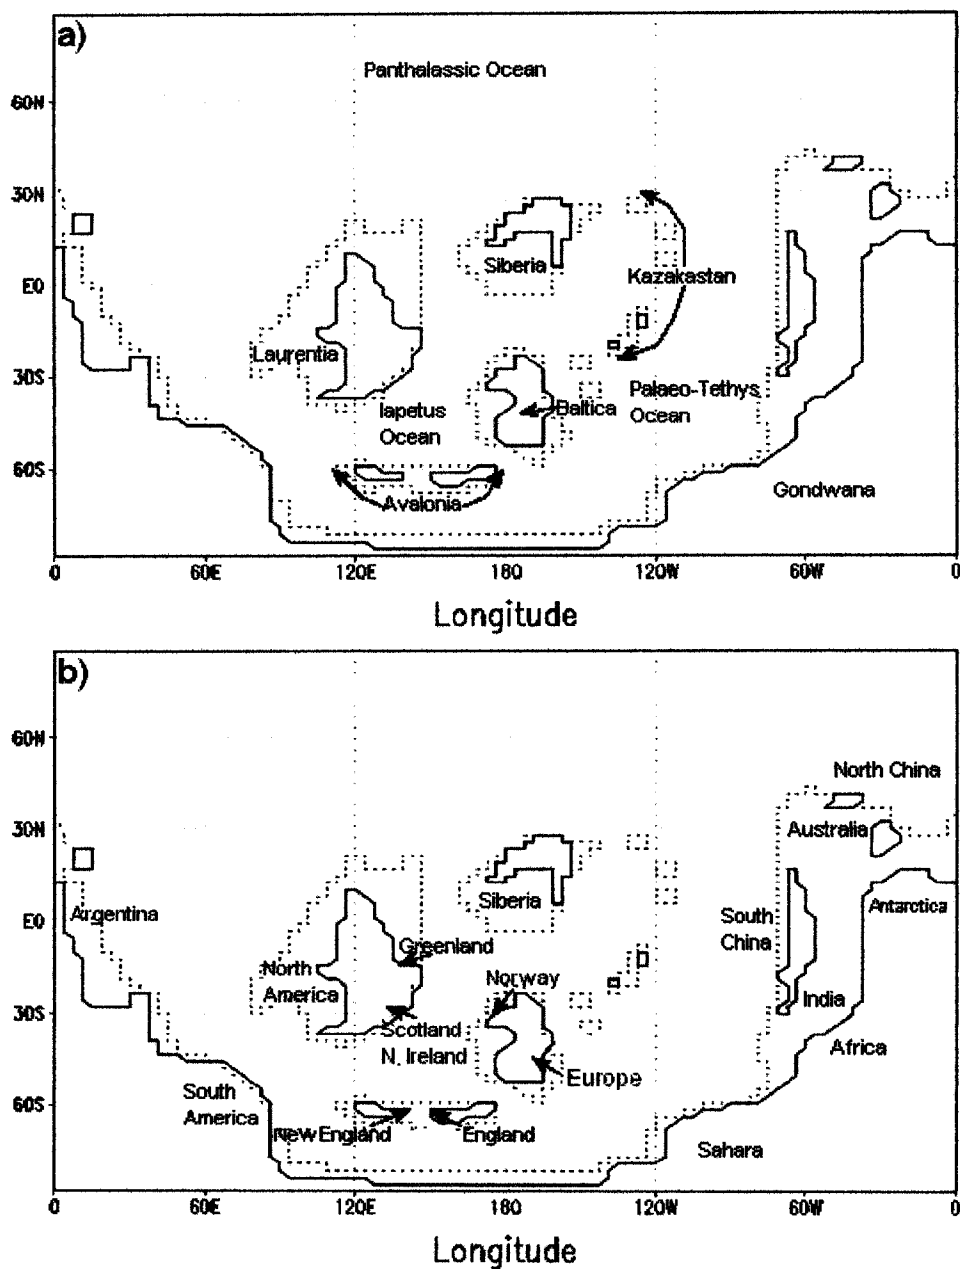 a)
Panthalassic Ocean
60N
30N
Siberia
Kazakastan
EQ
Laurentia
30S
Iapetus
Ocean
Baltica
Palaeo-Tethys
Ocean
60S
Avalonia
Gondwana
0
60E
120E
180
120W
60W
0
Longitude
b)
60N
North China
30N
Australia
Siberia
Argentina
EQ
South
China
Antarctica
Greenland
North
America
Norway
30S
India
Scotland
N. Ireland
Africa
Europe
South
America
60S
New England
England
Sahara
0
60E
120E
180
120W
60W
0
Longitude